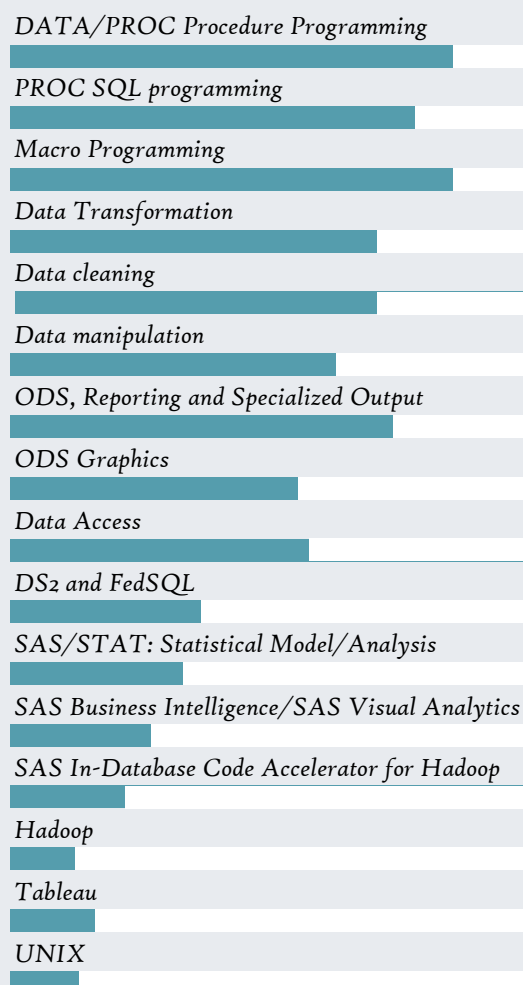 DATA/PROC Procedure Programming
PROC SQL programming
Macro Programming
Data Transformation
Data cleaning
Data manipulation
ODS, Reporting and Specialized Output
ODS Graphics
Data Access
DS2 and FedSQL
SAS/STAT: Statistical Model/Analysis
SAS Business Intelligence/SAS Visual Analytics
SAS In-Database Code Accelerator for Hadoop
Hadoop
Tableau
UNIX